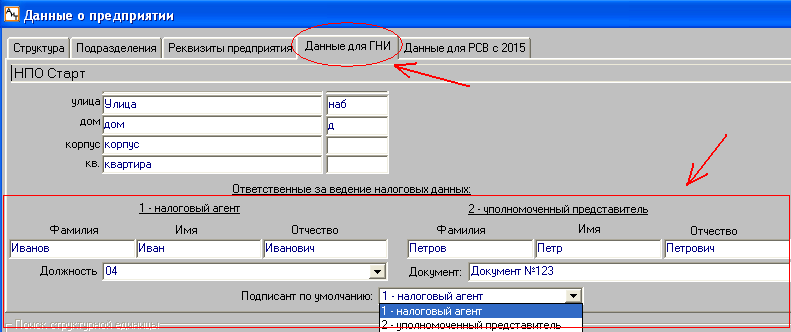 Данные о предприятии
Структура Подразделения Реквизиты предприятия Данные для ГНИ Данные для РСВ с 2015
НПО Старт
улица Улица наб
дом дом д
корпус корпус
кв. квартира
Ответственные за ведение налоговых данных:
1 - налоговый агент 2 - уполномоченный представитель
Фамилия Имя Отчество Фамилия Имя Отчество
Иванов Иван Иванович Петров Петр Петрович
Должность 04 Документ: Документ №123
Подписант по умолчанию: 1 - налоговый агент
1 - налоговый агент
Поиск структурной единицы 2 - уполномоченный представитель